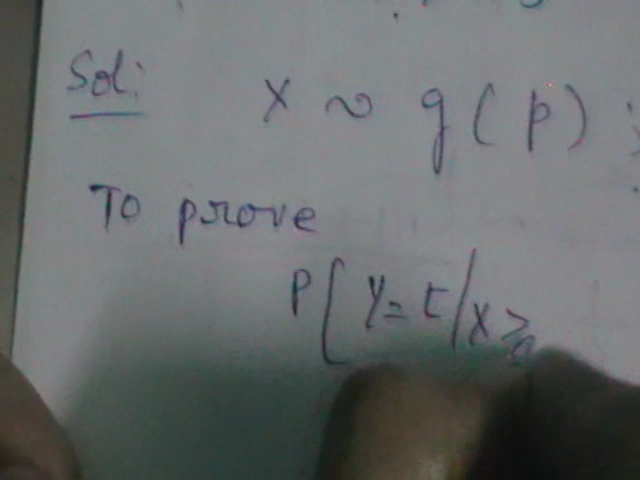 Sol:
X ~ g(p) ;
To prove
P[Y=t/X≥